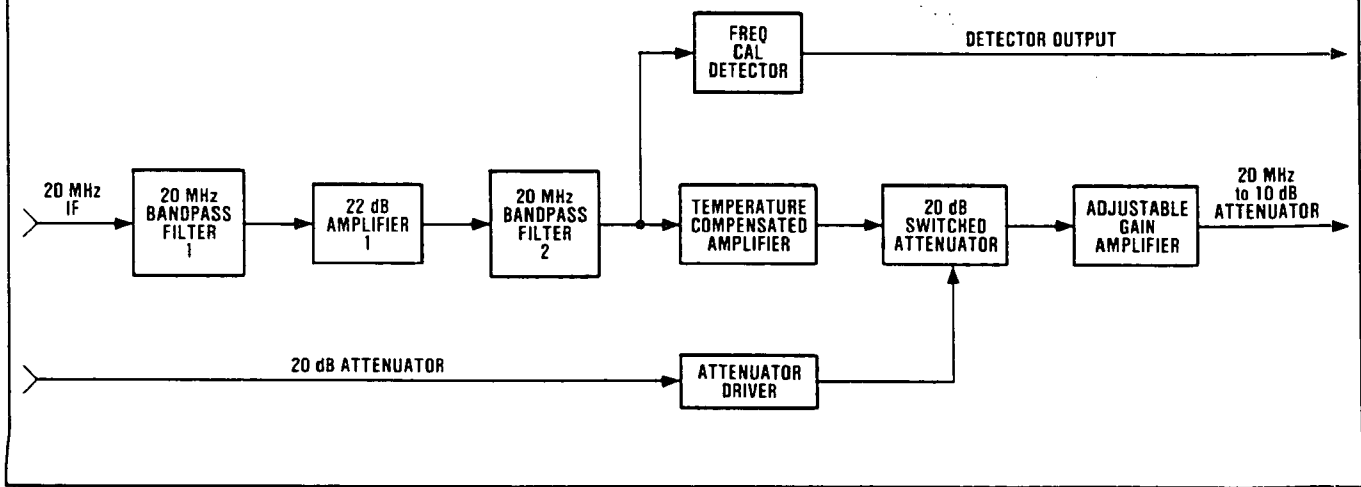 FREQ
CAL
DETECTOR
DETECTOR OUTPUT
20 MHz
IF
20 MHz
BANDPASS
FILTER
1
22 dB
AMPLIFIER
1
20 MHz
BANDPASS
FILTER
2
TEMPERATURE
COMPENSATED
AMPLIFIER
20 dB
SWITCHED
ATTENUATOR
ADJUSTABLE
GAIN
AMPLIFIER
20 MHz
to 10 dB
ATTENUATOR
20 dB ATTENUATOR
ATTENUATOR
DRIVER